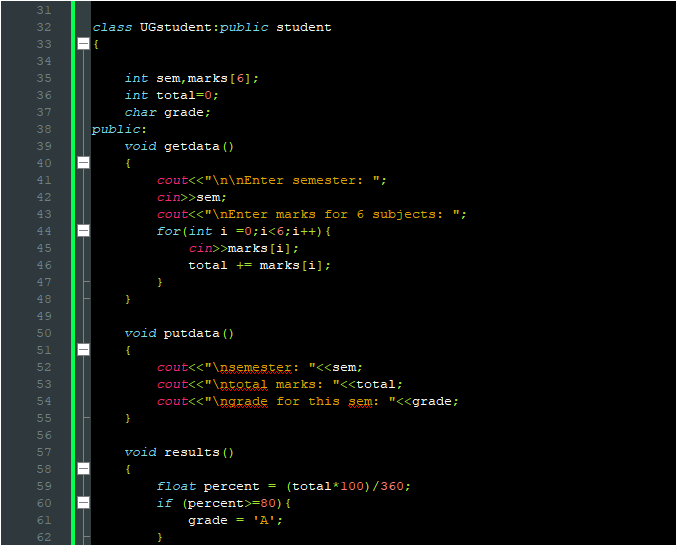 31
32 class UGstudent:public student
33 {
34
35 int sem,marks[6];
36 int total=0;
37 char grade;
38 public:
39 void getdata()
40 {
41 cout<<"\n\nEnter semester: ";
42 cin>>sem;
43 cout<<"\nEnter marks for 6 subjects: ";
44 for(int i =0;i<6;i++){
45 cin>>marks[i];
46 total += marks[i];
47 }
48 }
49
50 void putdata()
51 {
52 cout<<"\nsemester: "<<sem;
53 cout<<"\ntotal marks: "<<total;
54 cout<<"\ngrade for this sem: "<<grade;
55 }
56
57 void results()
58 {
59 float percent = (total*100)/360;
60 if (percent>=80){
61 grade = 'A';
62 }